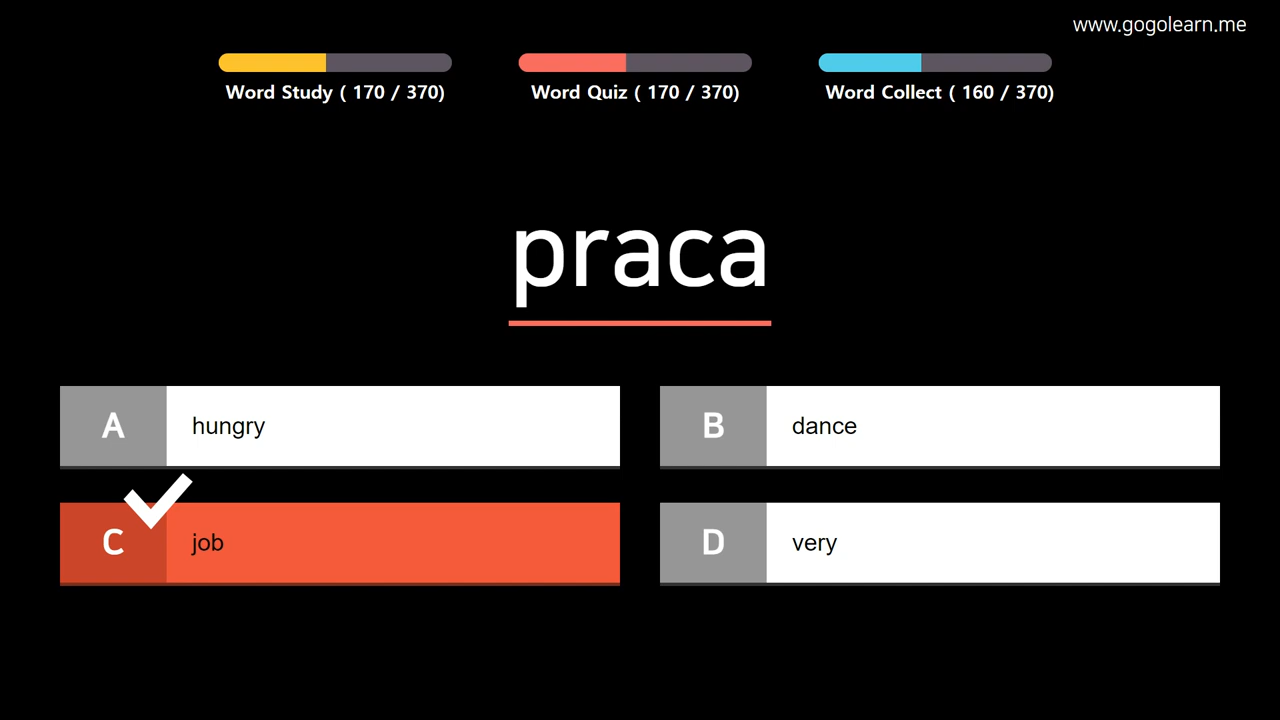 www.gogolearn.me
Word Study ( 170 / 370)
Word Quiz ( 170 / 370)
Word Collect ( 160 / 370)
praca
A hungry
B dance
C job
D very